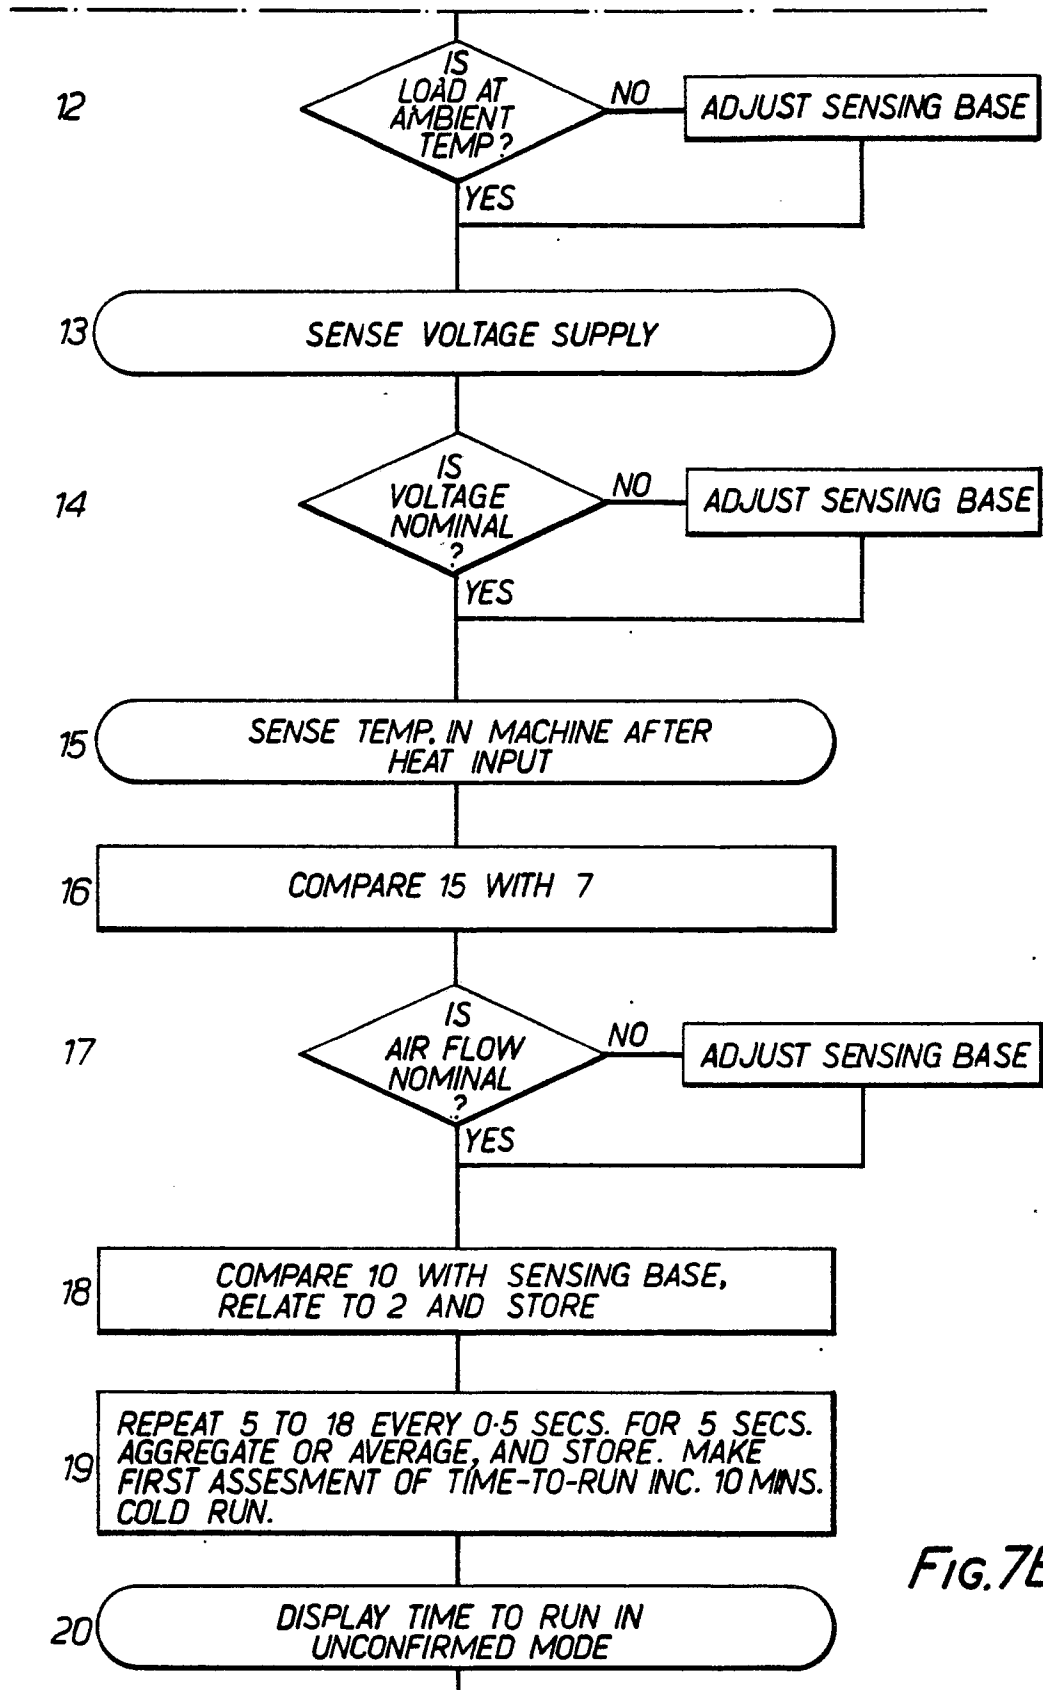 12
IS
LOAD AT
AMBIENT
TEMP?
NO
ADJUST SENSING BASE
YES
13
SENSE VOLTAGE SUPPLY
14
IS
VOLTAGE
NOMINAL
?
NO
ADJUST SENSING BASE
YES
15
SENSE TEMP. IN MACHINE AFTER
HEAT INPUT
16
COMPARE 15 WITH 7
17
IS
AIR FLOW
NOMINAL
?
NO
ADJUST SENSING BASE
YES
18
COMPARE 10 WITH SENSING BASE,
RELATE TO 2 AND STORE
19
REPEAT 5 TO 18 EVERY 0·5 SECS. FOR 5 SECS.
AGGREGATE OR AVERAGE, AND STORE. MAKE
FIRST ASSESMENT OF TIME-TO-RUN INC. 10 MINS.
COLD RUN.
FIG. 7B
20
DISPLAY TIME TO RUN IN
UNCONFIRMED MODE